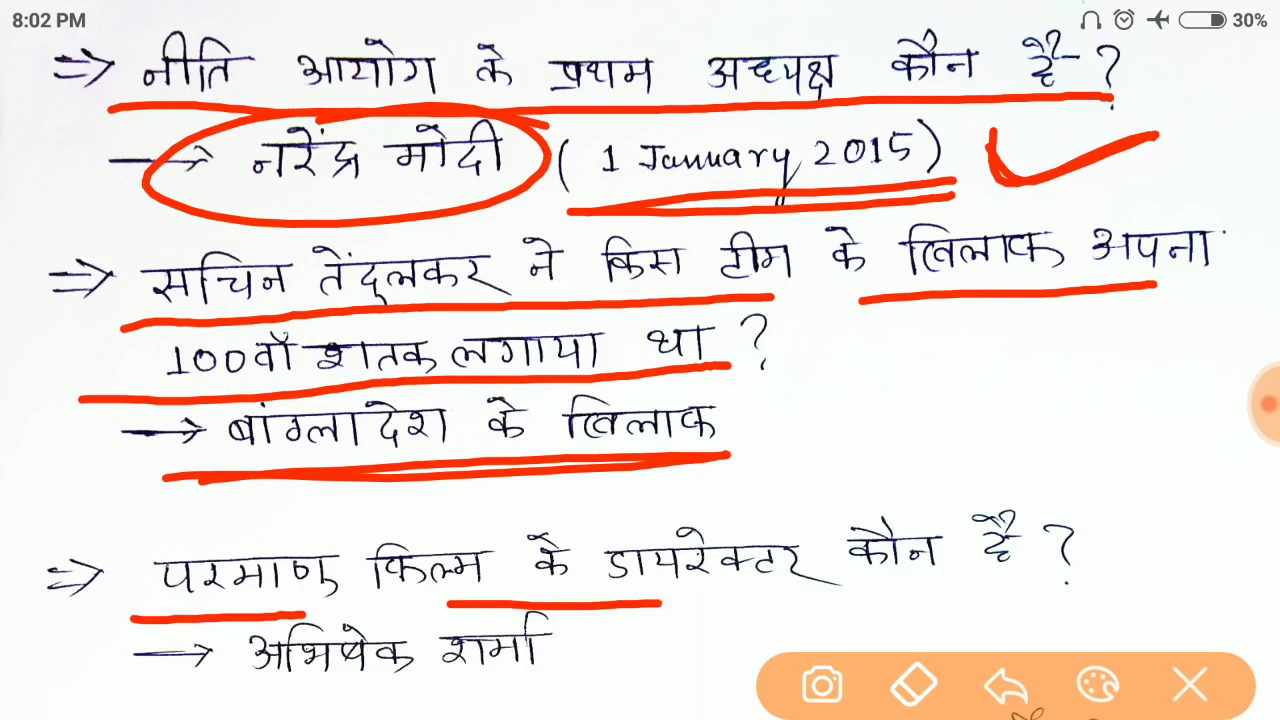 8:02 PM 30%
⇒ नीति आयोग के प्रथम अध्यक्ष कौन है ?
→ नरेंद्र मोदी ( 1 January 2015 )
⇒ सचिन तेंदुलकर ने किस टीम के खिलाफ अपना
100वाँ शतक लगाया था ?
→ बांग्लादेश के खिलाफ
⇒ परमाणु फिल्म के डायरेक्टर कौन है ?
→ अभिषेक शर्मा